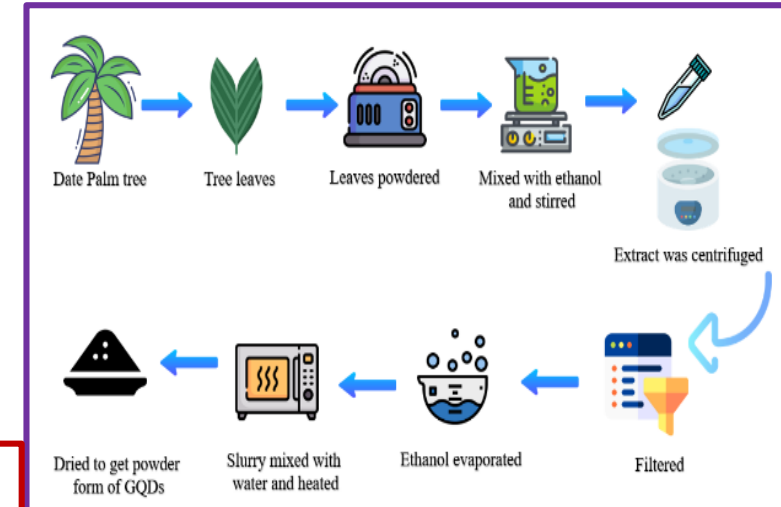 Date Palm tree
Tree leaves
Leaves powdered
Mixed with ethanol
and stirred
Extract was centrifuged
Dried to get powder
form of GQDs
Slurry mixed with
water and heated
Ethanol evaporated
Filtered